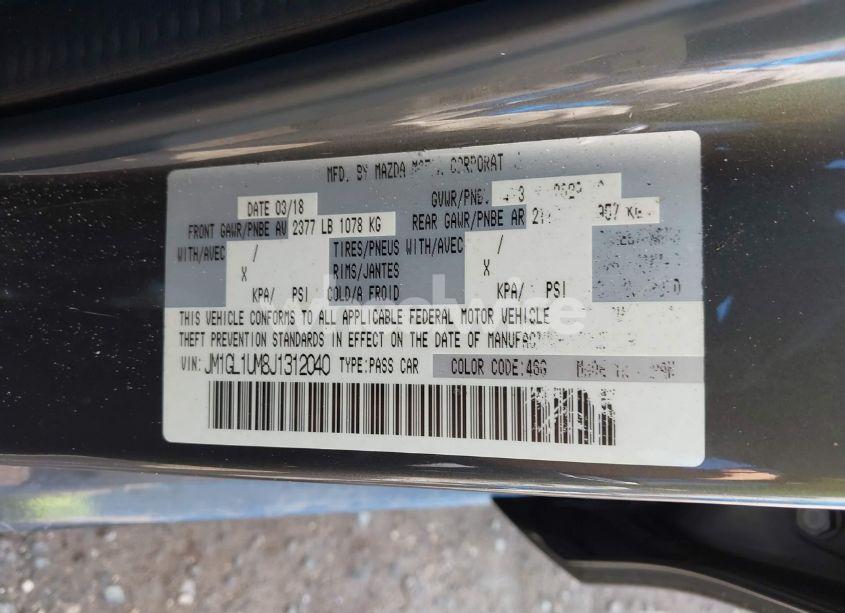 MFD. BY MAZDA
DATE 03/18
GVWR/PNBE
FRONT GAWR/PNBE AV 2377 LB 1078 KG
REAR GAWR/PNBE AR
WITH/AVEC / TIRES/PNEUS WITH/AVEC /
X RIMS/JANTES X
KPA/ PSI COLD/A FROID KPA/ PSI
THIS VEHICLE CONFORMS TO ALL APPLICABLE FEDERAL MOTOR VEHICLE
THEFT PREVENTION STANDARDS IN EFFECT ON THE DATE OF
VIN: JM1GL1UM8J1312040 TYPE:PASS CAR COLOR CODE:46G
wheelwise